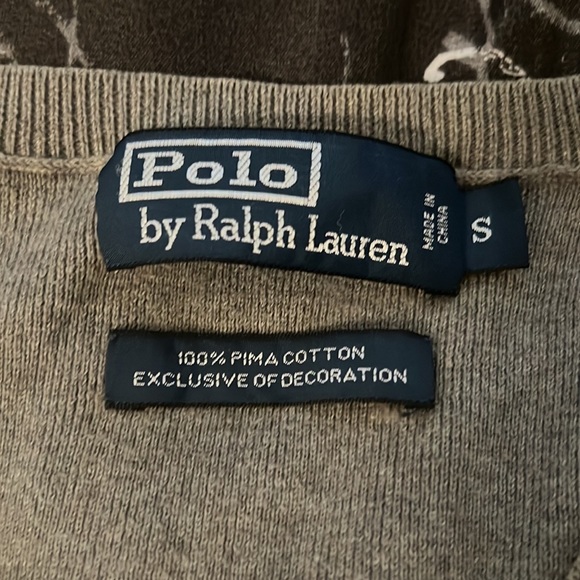 Polo
by Ralph Lauren
MADE IN
CHINA
S
100% PIMA COTTON
EXCLUSIVE OF DECORATION